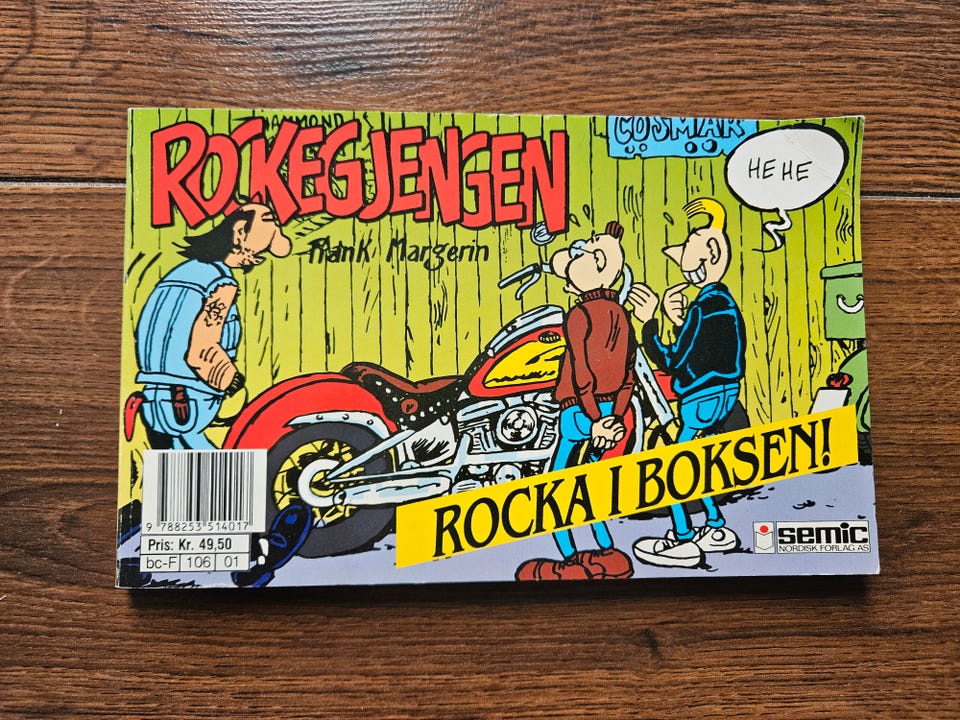 COSMAR
ROCKEGJENGEN
Frank Margerin
HE HE
ROCKA I BOKSEN!
9 788253 514017
Pris: Kr. 49,50
bc-F 106 01
semic
NORDISK FORLAG AS